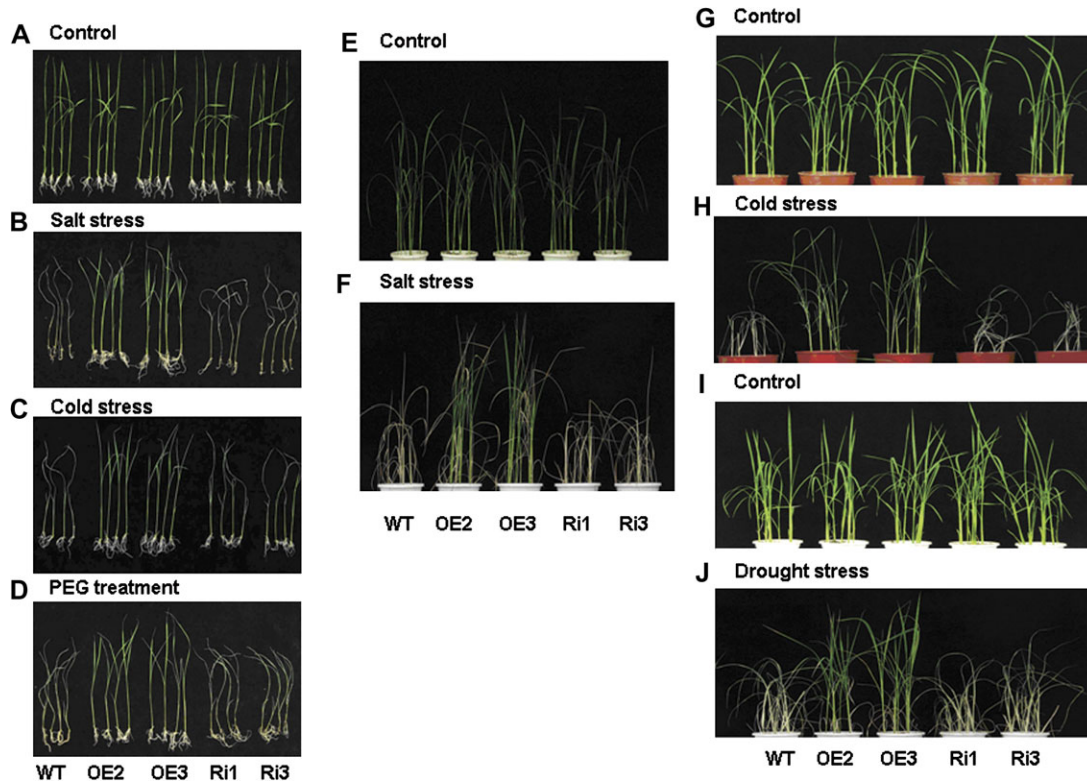 A Control
B Salt stress
C Cold stress
D PEG treatment
WT OE2 OE3 Ri1 Ri3
E Control
F Salt stress
WT OE2 OE3 Ri1 Ri3
G Control
H Cold stress
I Control
J Drought stress
WT OE2 OE3 Ri1 Ri3